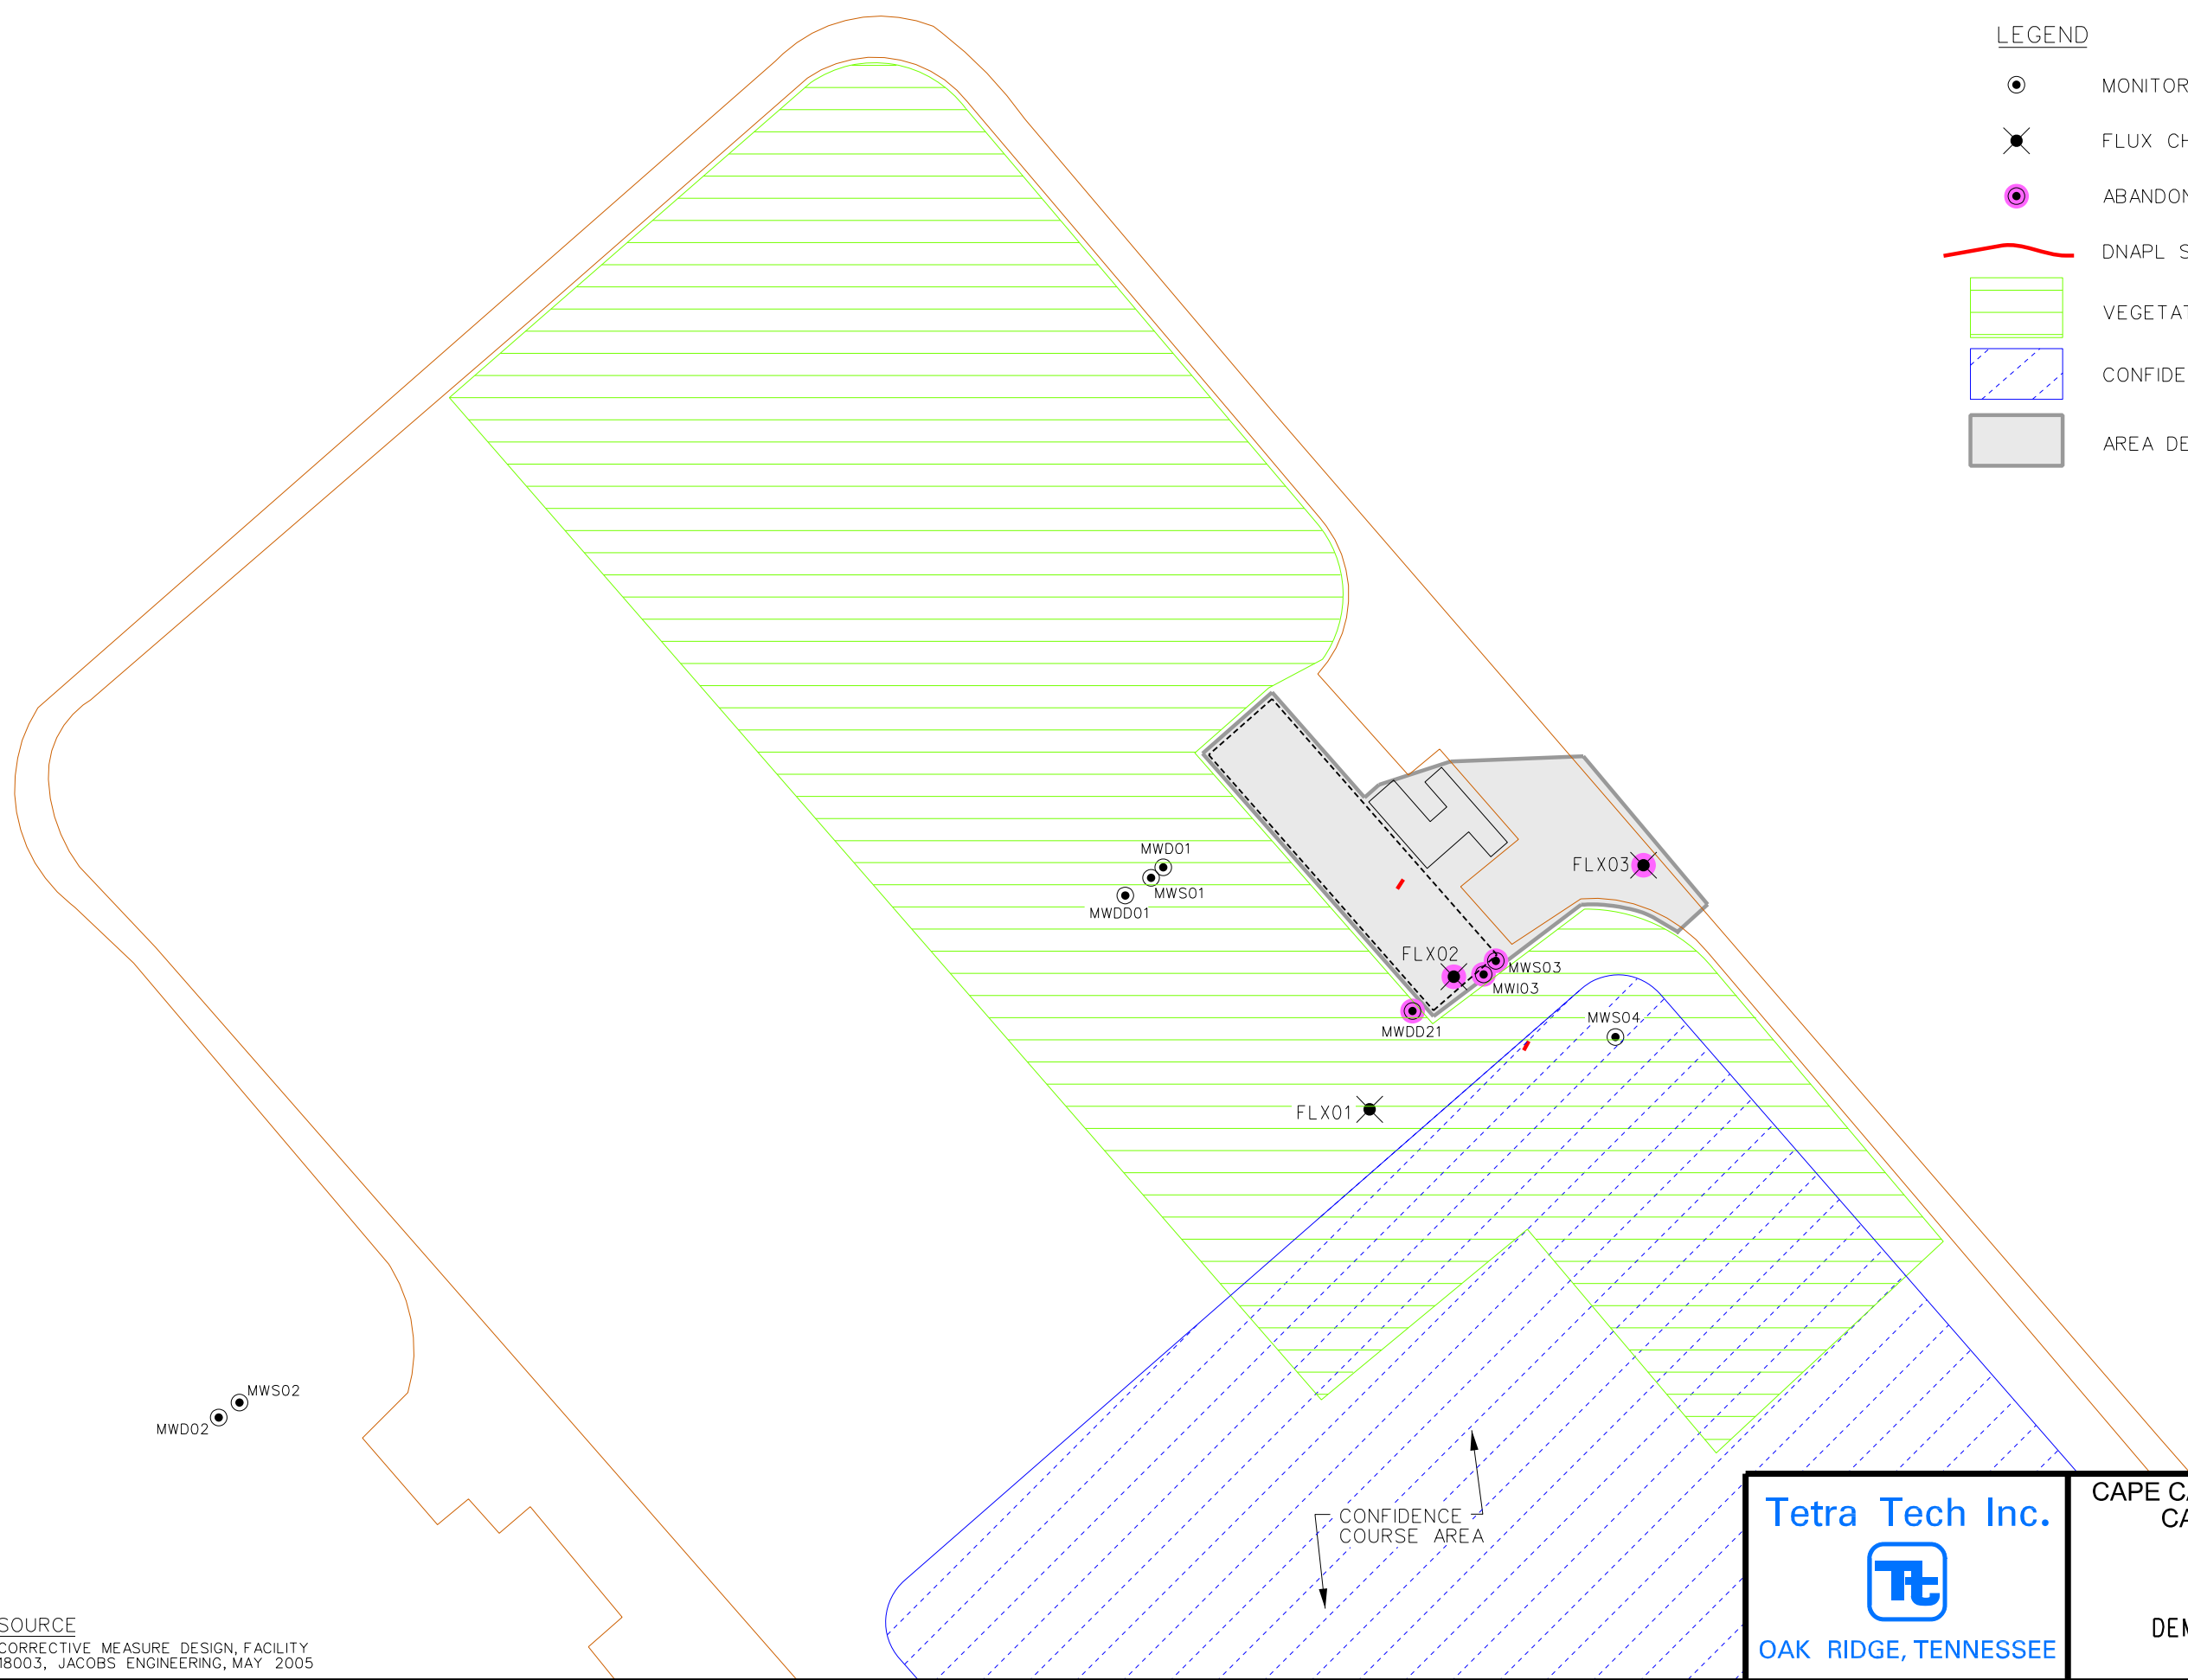 LEGEND
MONITOR
FLUX CH
ABANDON
DNAPL S
VEGETAT
CONFIDE
AREA DE
MWD01
MWS01
MWDD01
FLX03
FLX02
MWS03
MWI03
MWDD21
MWS04
FLX01
MWS02
MWD02
CONFIDENCE
COURSE AREA
SOURCE
CORRECTIVE MEASURE DESIGN, FACILITY
18003, JACOBS ENGINEERING, MAY 2005
Tetra Tech Inc.
Tt
OAK RIDGE, TENNESSEE
CAPE CA
CA
DEM